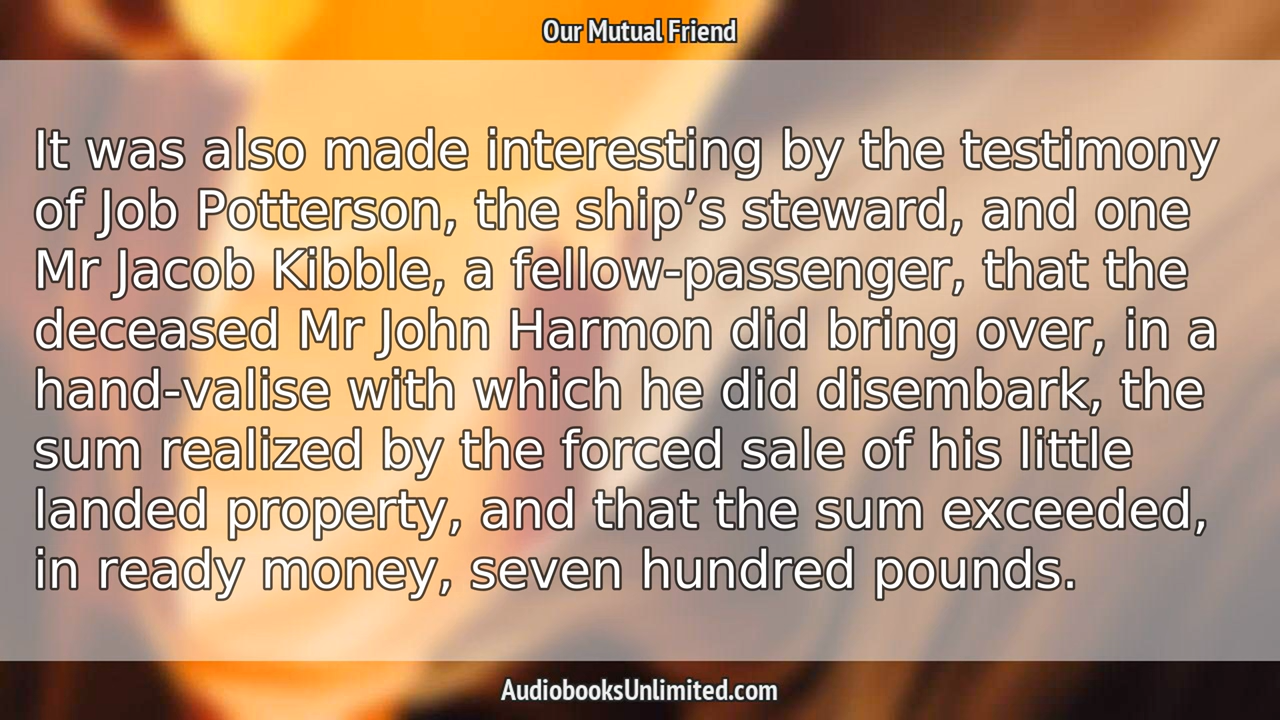 Our Mutual Friend
It was also made interesting by the testimony
of Job Potterson, the ship’s steward, and one
Mr Jacob Kibble, a fellow-passenger, that the
deceased Mr John Harmon did bring over, in a
hand-valise with which he did disembark, the
sum realized by the forced sale of his little
landed property, and that the sum exceeded,
in ready money, seven hundred pounds.
AudiobooksUnlimited.com